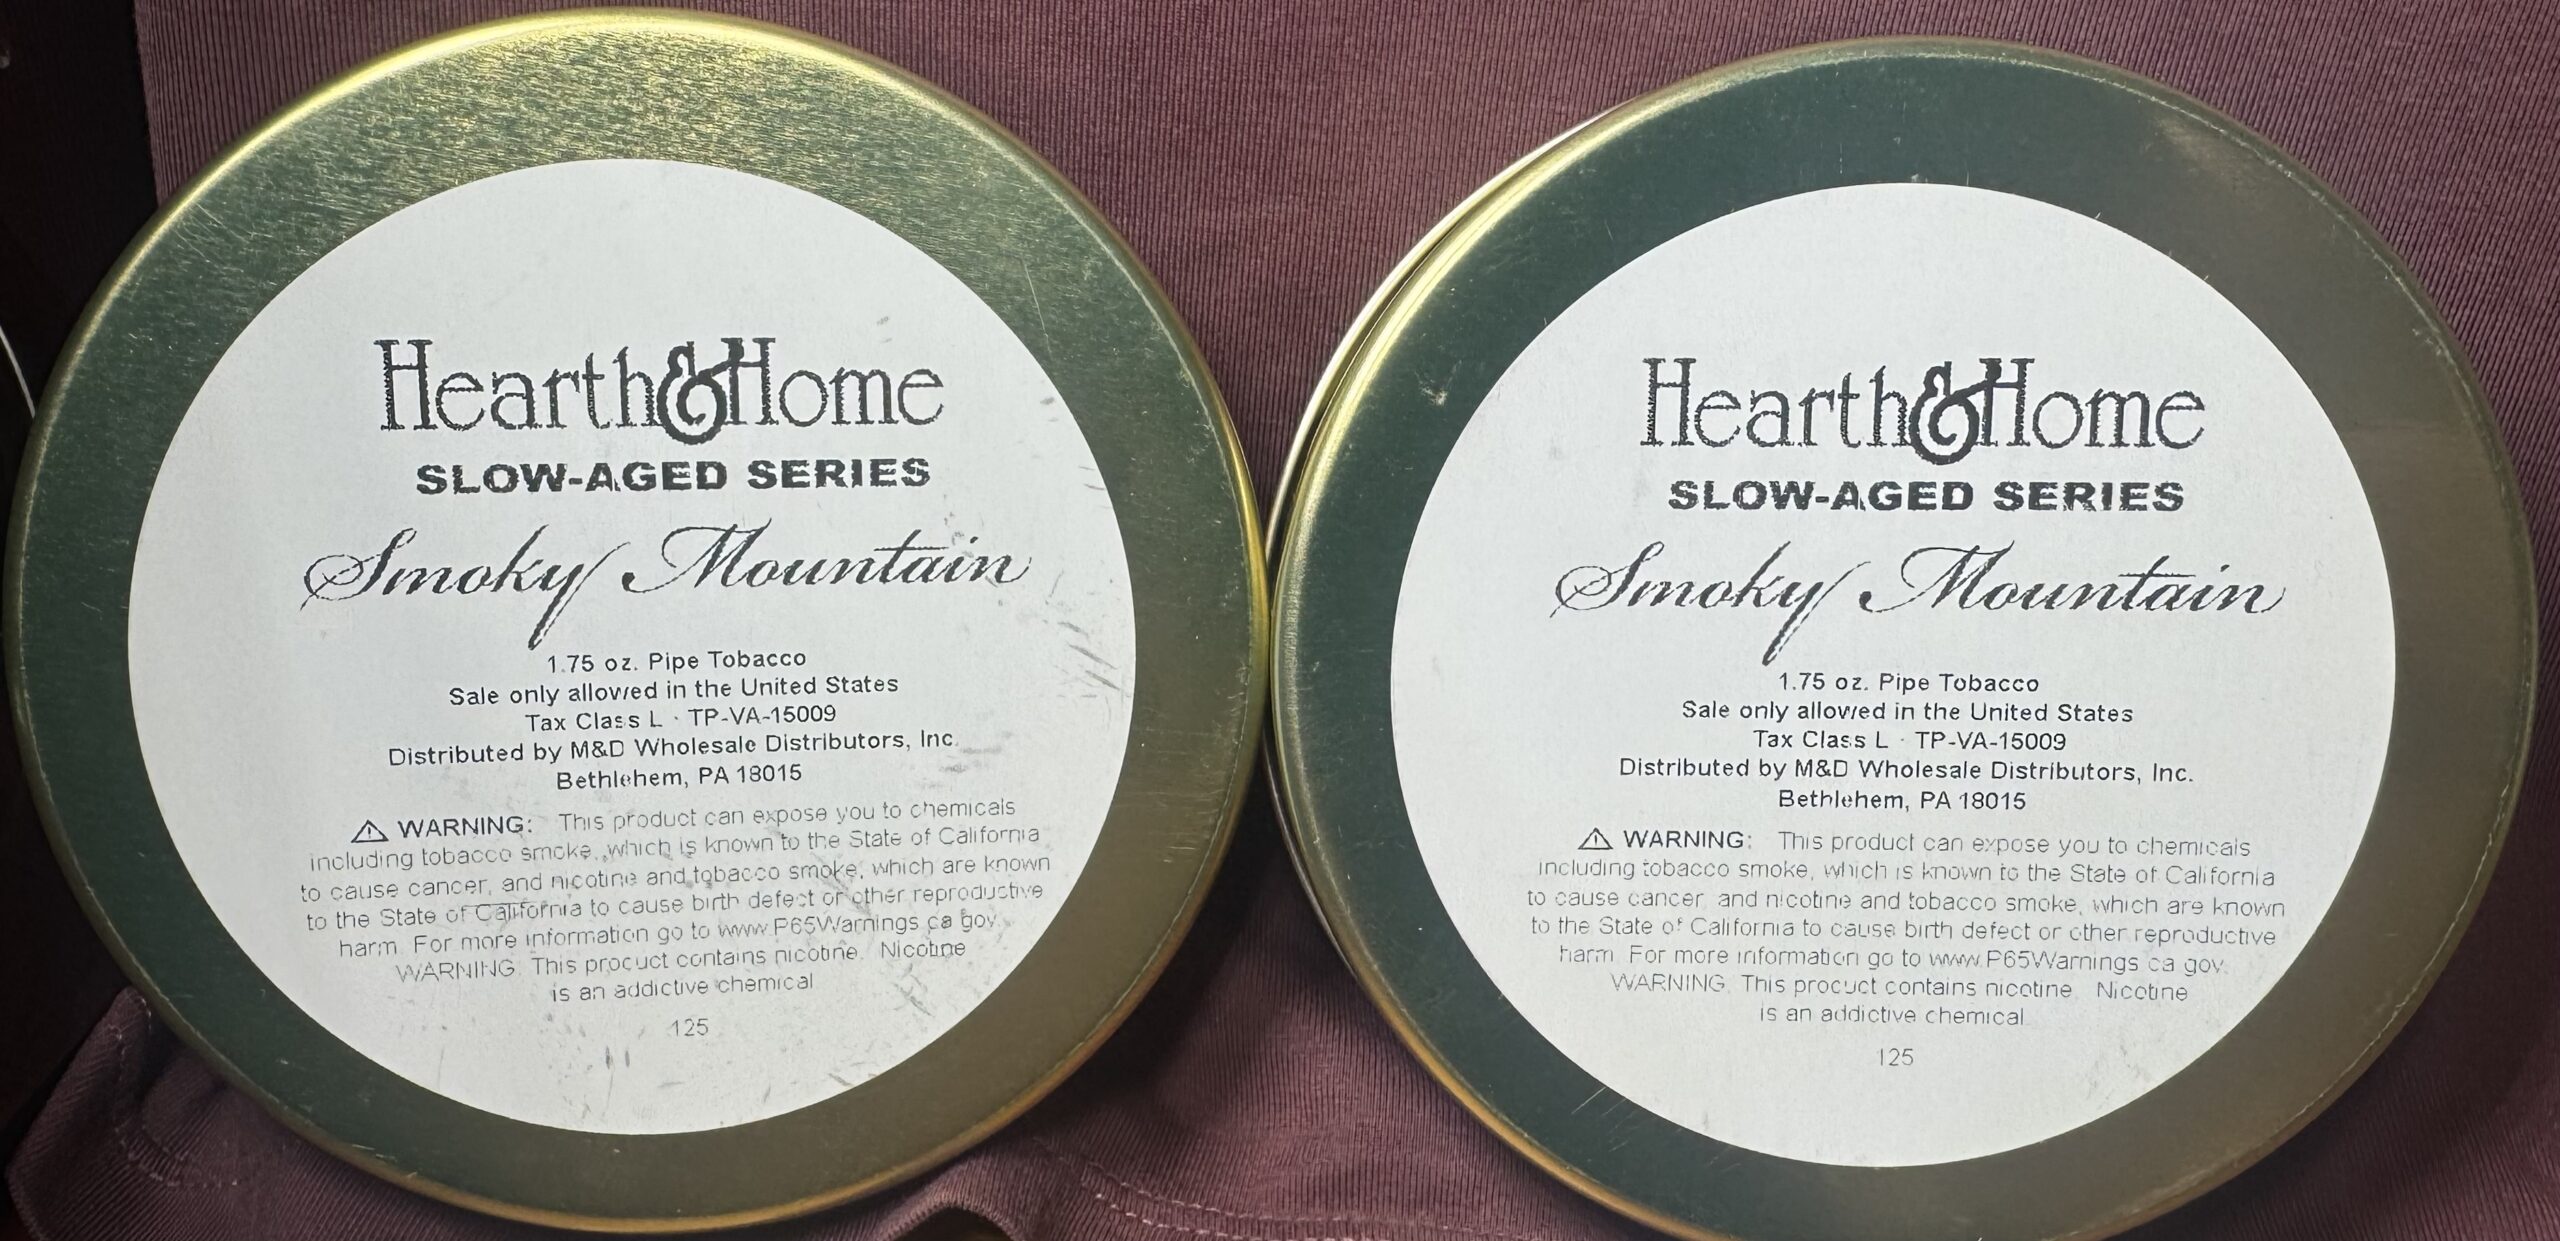 Hearth & Home
SLOW-AGED SERIES
Smoky Mountain
1.75 oz. Pipe Tobacco
Sale only allowed in the United States
Tax Class L · TP-VA-15009
Distributed by M&D Wholesale Distributors, Inc.
Bethlehem, PA 18015
⚠ WARNING: This product can expose you to chemicals
including tobacco smoke, which is known to the State of California
to cause cancer, and nicotine and tobacco smoke, which are known
to the State of California to cause birth defect or other reproductive
harm. For more information go to www.P65Warnings.ca.gov.
WARNING: This product contains nicotine. Nicotine
is an addictive chemical
125
Hearth & Home
SLOW-AGED SERIES
Smoky Mountain
1.75 oz. Pipe Tobacco
Sale only allowed in the United States
Tax Class L · TP-VA-15009
Distributed by M&D Wholesale Distributors, Inc.
Bethlehem, PA 18015
⚠ WARNING: This product can expose you to chemicals
including tobacco smoke, which is known to the State of California
to cause cancer, and nicotine and tobacco smoke, which are known
to the State of California to cause birth defect or other reproductive
harm. For more information go to www.P65Warnings.ca.gov.
WARNING: This product contains nicotine. Nicotine
is an addictive chemical
125